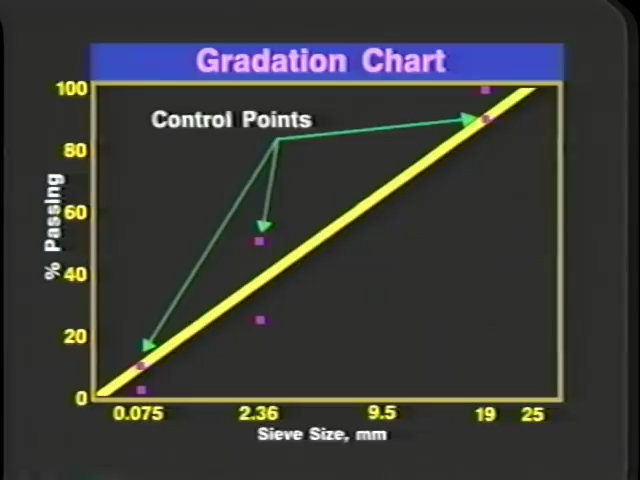 Gradation Chart
100
Control Points
80
60
% Passing
40
20
0
0.075 2.36 9.5 19 25
Sieve Size, mm